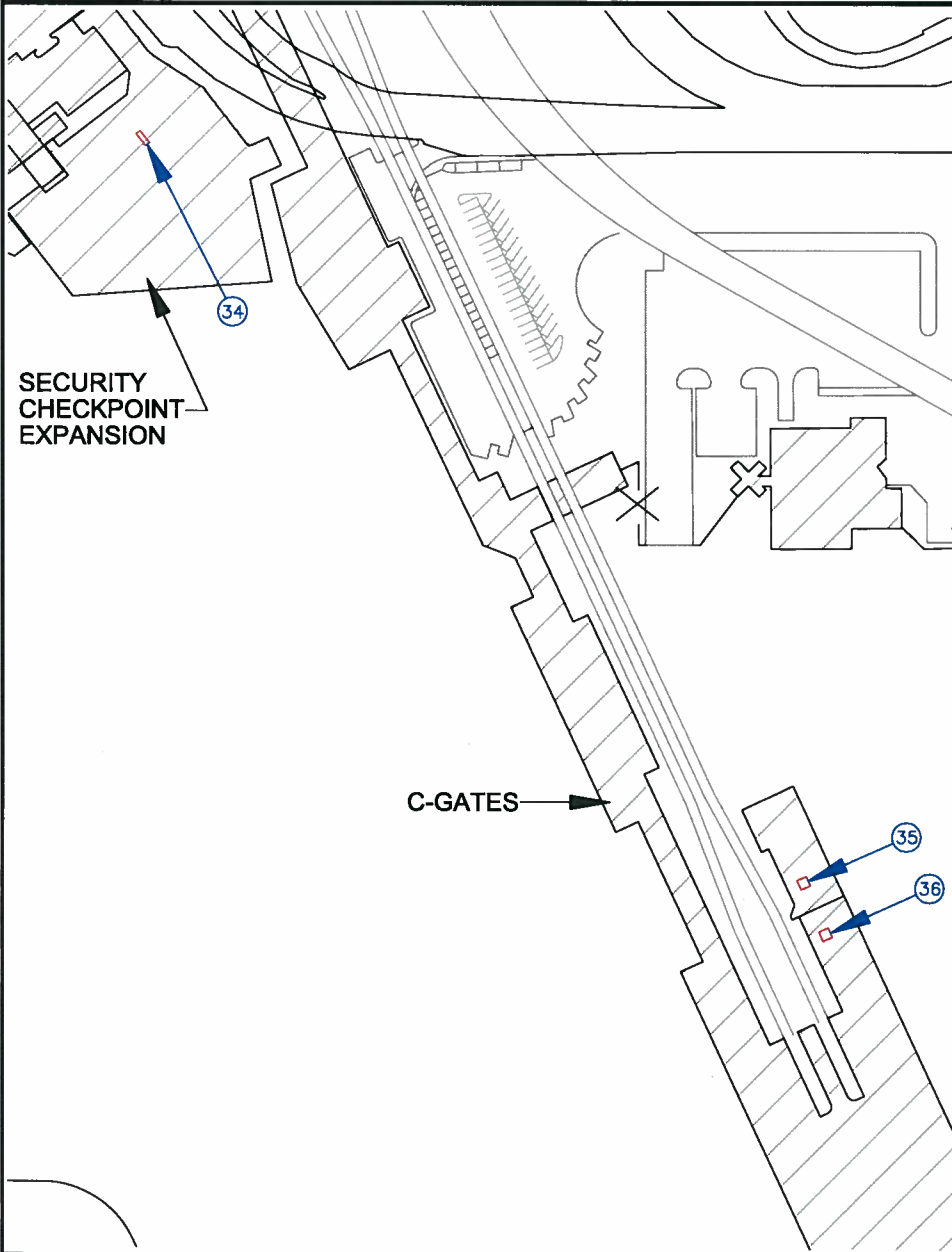 34
SECURITY
CHECKPOINT
EXPANSION
C-GATES
35
36